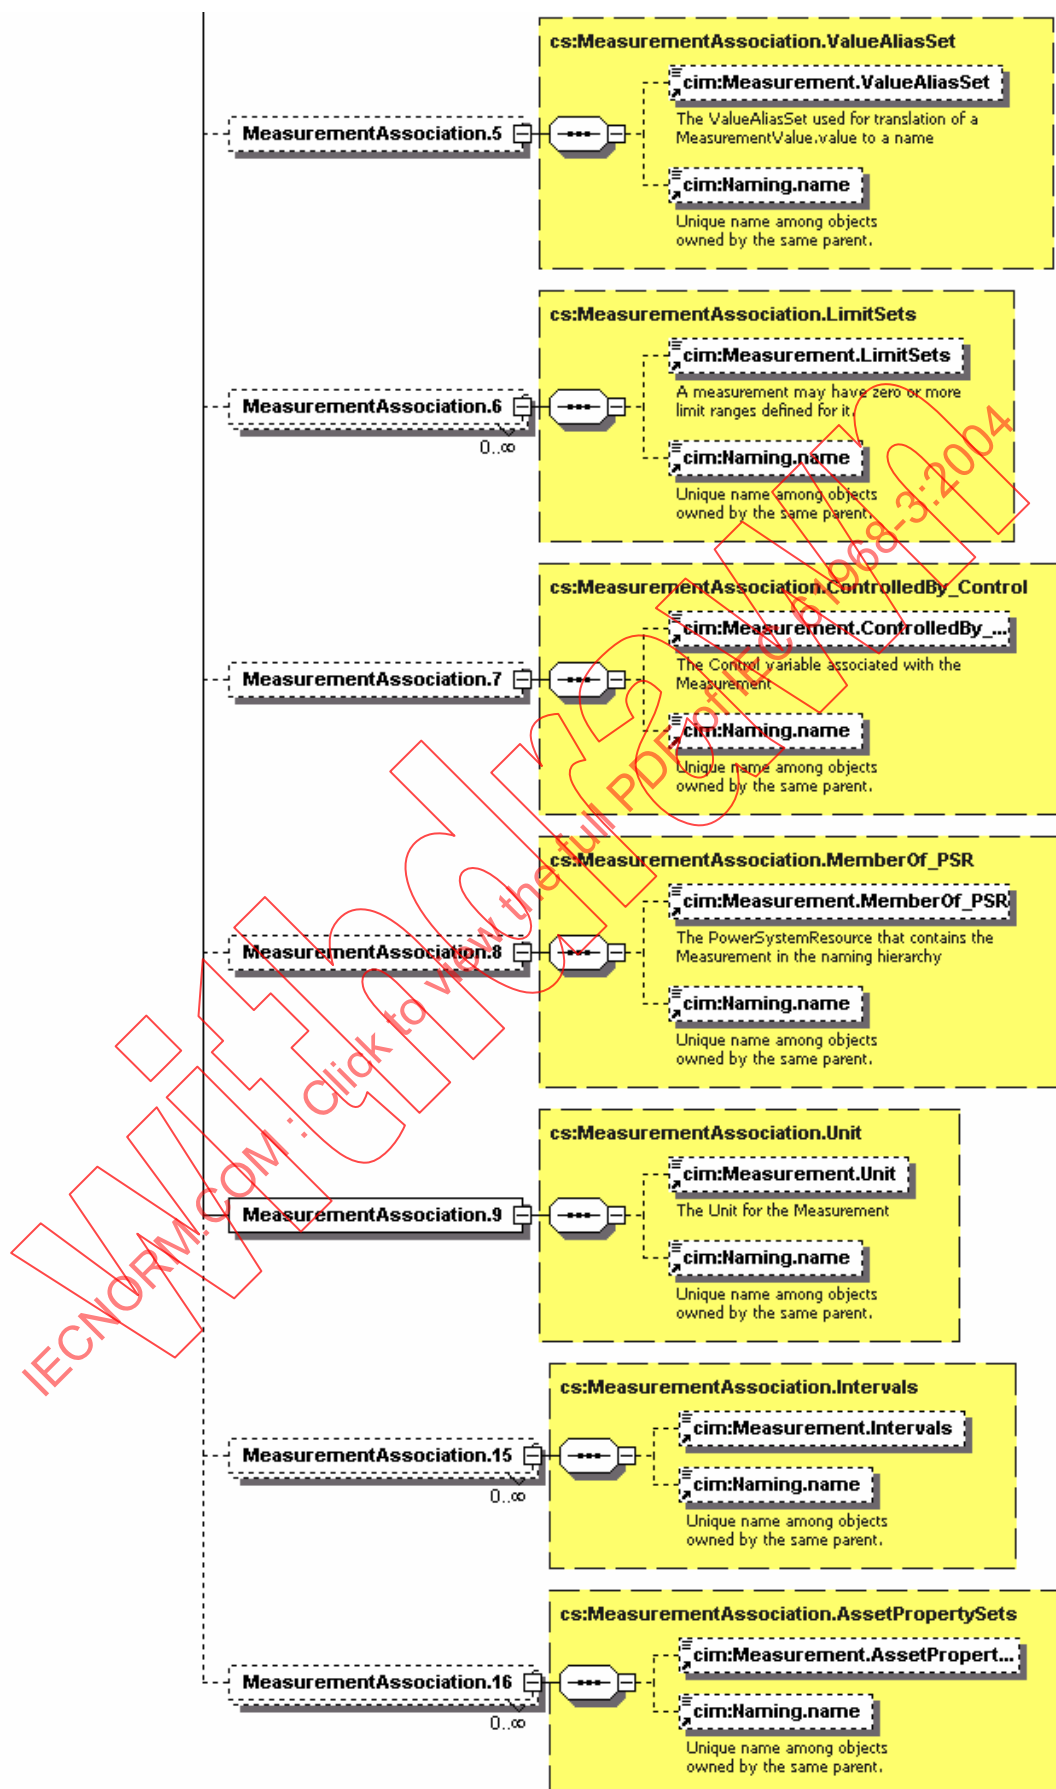 cs:MeasurementAssociation.ValueAliasSet
cim:Measurement.ValueAliasSet
The ValueAliasSet used for translation of a
MeasurementValue.value to a name
MeasurementAssociation.5
cim:Naming.name
Unique name among objects
owned by the same parent.
cs:MeasurementAssociation.LimitSets
cim:Measurement.LimitSets
A measurement may have zero or more
limit ranges defined for it.
MeasurementAssociation.6
0..∞
cim:Naming.name
Unique name among objects
owned by the same parent.
cs:MeasurementAssociation.ControlledBy_Control
cim:Measurement.ControlledBy_...
The Control variable associated with the
Measurement
MeasurementAssociation.7
cim:Naming.name
Unique name among objects
owned by the same parent.
cs:MeasurementAssociation.MemberOf_PSR
cim:Measurement.MemberOf_PSR
The PowerSystemResource that contains the
Measurement in the naming hierarchy
MeasurementAssociation.8
cim:Naming.name
Unique name among objects
owned by the same parent.
cs:MeasurementAssociation.Unit
cim:Measurement.Unit
The Unit for the Measurement
MeasurementAssociation.9
cim:Naming.name
Unique name among objects
owned by the same parent.
cs:MeasurementAssociation.Intervals
cim:Measurement.Intervals
MeasurementAssociation.15
0..∞
cim:Naming.name
Unique name among objects
owned by the same parent.
cs:MeasurementAssociation.AssetPropertySets
cim:Measurement.AssetPropert...
MeasurementAssociation.16
0..∞
cim:Naming.name
Unique name among objects
owned by the same parent.
Withdrawn
IECNORM.COM : Click to view the full PDF of IEC 61968-3:2004